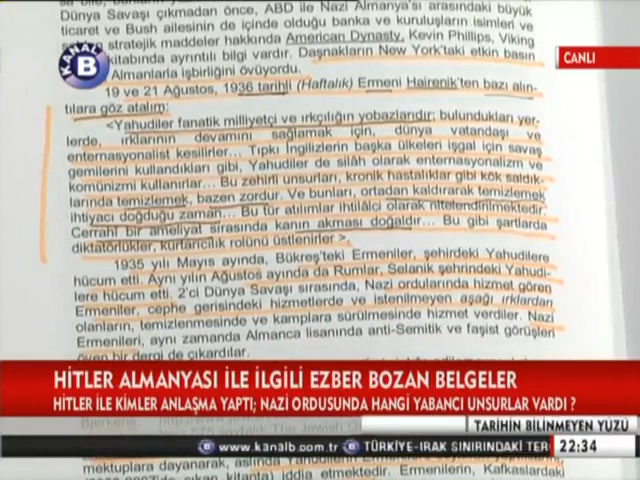 Dünya Savaşı çıkmadan önce, ABD ile Nazi Almanya'sı arasındaki büyük
ticaret ve Bush ailesinin de içinde olduğu banka ve kuruluşların isimleri ve
stratejik maddeler hakkında American Dynasty, Kevin Phillips, Viking
kitabında ayrıntılı bilgi vardır. Daşnakların New York'taki etkin basın
Almanlarla işbirliğini övüyordu.
19 ve 21 Ağustos, 1936 tarihli (Haftalık) Ermeni Hairenik'ten bazı alın-
tılara göz atalım:
<Yahudiler fanatik milliyetçi ve ırkçılığın yobazlarıdır; bulundukları yer-
lerde, ırklarının devamını sağlamak için, dünya vatandaşı ve
enternasyonalist kesilirler... Tıpkı İngilizlerin başka ülkeleri işgal için savaş
gemilerini kullandıkları gibi, Yahudiler de silâh olarak enternasyonalizm ve
komünizmi kullanırlar... Bu zehirli unsurları, kronik hastalıklar gibi kök saldık-
larında temizlemek, bazen zordur. Ve bunları, ortadan kaldırarak temizlemek
ihtiyacı doğduğu zaman... Bu tür atılımlar ihtilâlci olarak nitelendirilmektedir.
Cerrahî bir ameliyat sırasında kanın akması doğaldır... Bu gibi şartlarda
diktatörlükler, kurtarıcılık rolünü üstlenirler >.
1935 yılı Mayıs ayında, Bükreş'teki Ermeniler, şehirdeki Yahudilere
hücum etti. Aynı yılın Ağustos ayında da Rumlar, Selanik şehrindeki Yahudi-
lere hücum etti. 2'ci Dünya Savaşı sırasında, Nazi ordularında hizmet gören
Ermeniler, cephe gerisindeki hizmetlerde ve istenilmeyen aşağı ırklardan
olanların, temizlenmesinde ve kamplara sürülmesinde hizmet verdiler. Nazi
Ermenileri, aynı zamanda Almanca lisanında anti-Semitik ve faşist görüşleri
öven bir dergi de çıkardılar.
KANAL B
CANLI
HİTLER ALMANYASI İLE İLGİLİ EZBER BOZAN BELGELER
HİTLER İLE KİMLER ANLAŞMA YAPTI; NAZI ORDUSUNDA HANGİ YABANCI UNSURLAR VARDI ?
TARİHİN BİLİNMEYEN YÜZÜ
B www.kanalb.com.tr B TÜRKİYE-IRAK SINIRINDAKİ TER
22:34
mektuplara dayanarak, aslında
iddia etmektedir. Ermenilerin, Kafkaslardaki